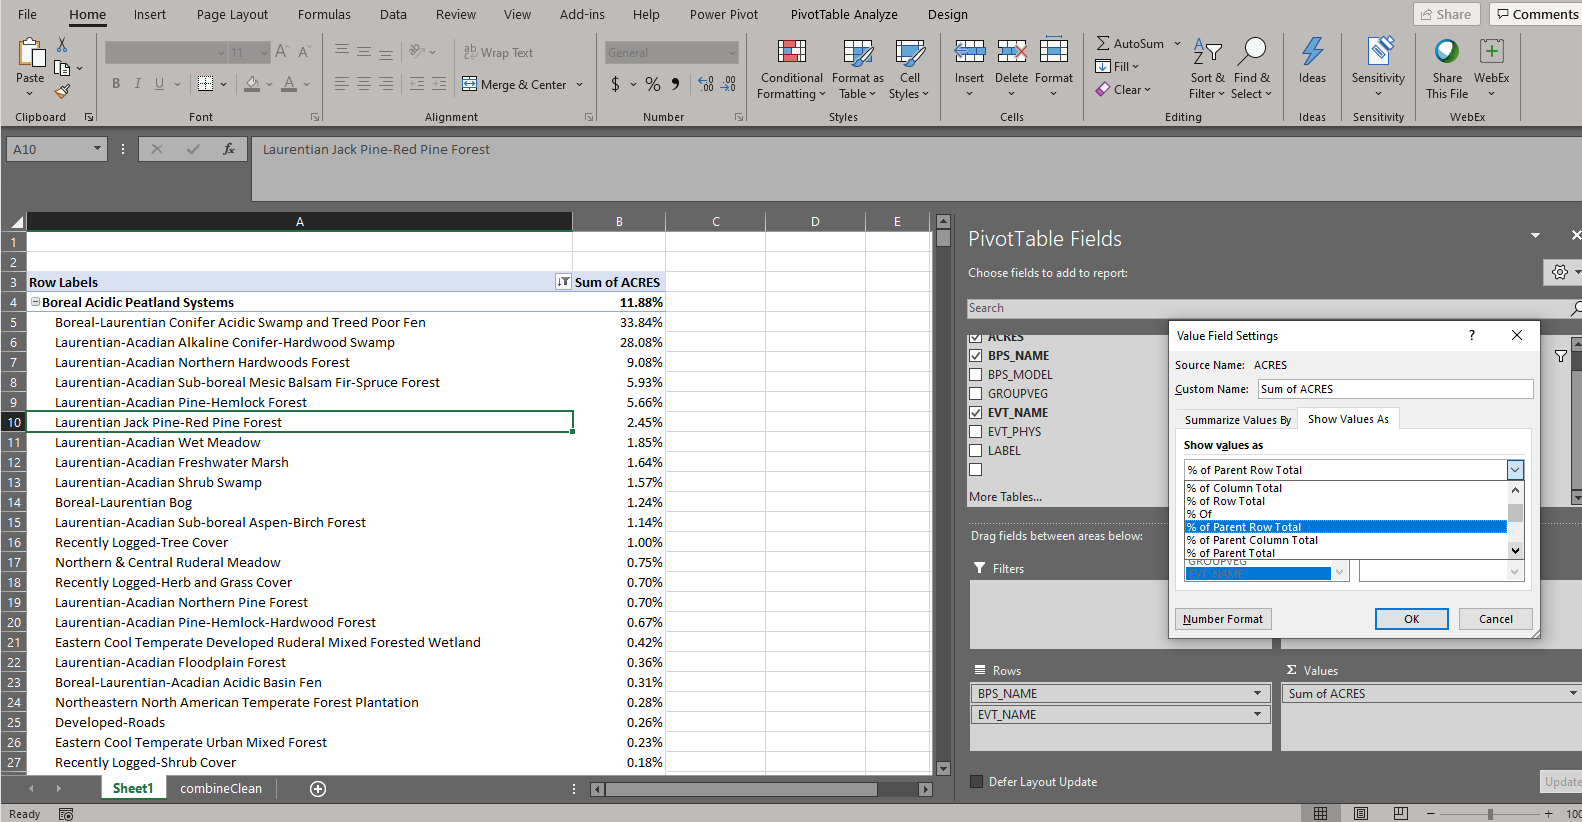 File Home Insert Page Layout Formulas Data Review View Add-ins Help Power Pivot PivotTable Analyze Design Share Comments
Paste
Clipboard
11 A A
B I U A
Font
ab Wrap Text
Merge & Center
Alignment
General
$ % 9 .00 .00
Number
Conditional Formatting
Format as Table
Cell Styles
Styles
Insert Delete Format
Cells
AutoSum
Fill
Clear
Sort & Filter
Find & Select
Editing
Ideas
Ideas
Sensitivity
Sensitivity
Share This File
WebEx
WebEx
A10 fx Laurentian Jack Pine-Red Pine Forest
A B C D E
1
2
3 Row Labels Sum of ACRES
4 Boreal Acidic Peatland Systems 11.88%
5 Boreal-Laurentian Conifer Acidic Swamp and Treed Poor Fen 33.84%
6 Laurentian-Acadian Alkaline Conifer-Hardwood Swamp 28.08%
7 Laurentian-Acadian Northern Hardwoods Forest 9.08%
8 Laurentian-Acadian Sub-boreal Mesic Balsam Fir-Spruce Forest 5.93%
9 Laurentian-Acadian Pine-Hemlock Forest 5.66%
10 Laurentian Jack Pine-Red Pine Forest 2.45%
11 Laurentian-Acadian Wet Meadow 1.85%
12 Laurentian-Acadian Freshwater Marsh 1.64%
13 Laurentian-Acadian Shrub Swamp 1.57%
14 Boreal-Laurentian Bog 1.24%
15 Laurentian-Acadian Sub-boreal Aspen-Birch Forest 1.14%
16 Recently Logged-Tree Cover 1.00%
17 Northern & Central Ruderal Meadow 0.75%
18 Recently Logged-Herb and Grass Cover 0.70%
19 Laurentian-Acadian Northern Pine Forest 0.70%
20 Laurentian-Acadian Pine-Hemlock-Hardwood Forest 0.67%
21 Eastern Cool Temperate Developed Ruderal Mixed Forested Wetland 0.42%
22 Laurentian-Acadian Floodplain Forest 0.36%
23 Boreal-Laurentian-Acadian Acidic Basin Fen 0.31%
24 Northeastern North American Temperate Forest Plantation 0.28%
25 Developed-Roads 0.26%
26 Eastern Cool Temperate Urban Mixed Forest 0.23%
27 Recently Logged-Shrub Cover 0.18%
Sheet1 combineClean
Ready
100
PivotTable Fields
Choose fields to add to report:
Search
ACRES
BPS_NAME
BPS_MODEL
GROUPVEG
EVT_NAME
EVT_PHYS
LABEL
More Tables...
Drag fields between areas below:
Filters
Rows
BPS_NAME
EVT_NAME
Σ Values
Sum of ACRES
Defer Layout Update
Update
Value Field Settings ?
Source Name: ACRES
Custom Name: Sum of ACRES
Summarize Values By Show Values As
Show values as
% of Parent Row Total
% of Column Total
% of Row Total
% Of
% of Parent Row Total
% of Parent Column Total
% of Parent Total
GROUPVEG
EVT_NAME
Number Format
OK Cancel